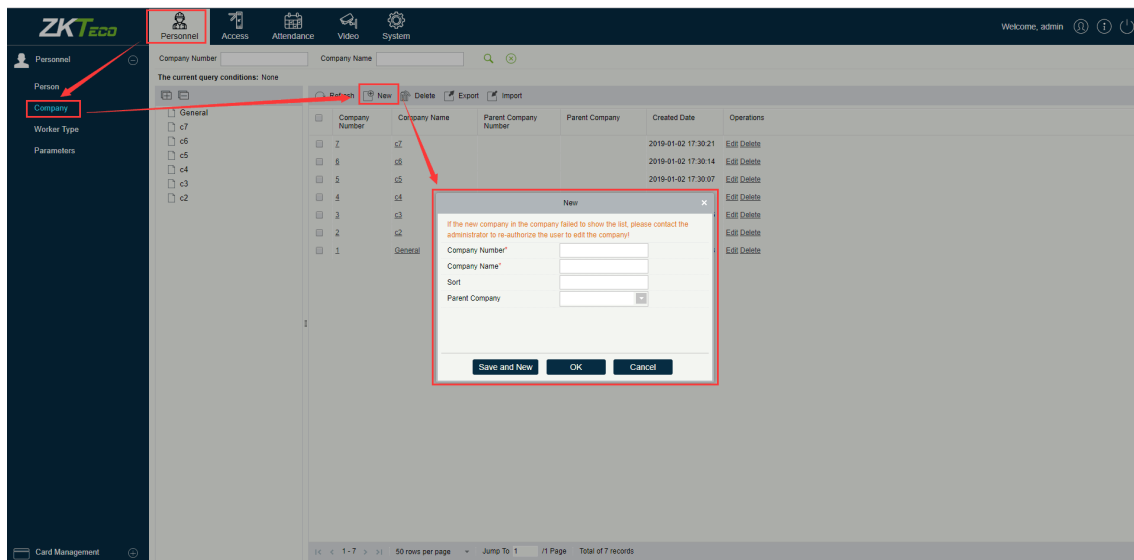 ZKTeco
Personnel
Access
Attendance
Video
System
Welcome, admin
Personnel
Person
Company
Worker Type
Parameters
Card Management
Company Number
Company Name
The current query conditions: None
General
c7
c6
c5
c4
c3
c2
Refresh New Delete Export Import
Company Number Company Name Parent Company Number Parent Company Created Date Operations
7 c7 2019-01-02 17:30:21 Edit Delete
6 c6 2019-01-02 17:30:14 Edit Delete
5 c5 2019-01-02 17:30:07 Edit Delete
4 c4 Edit Delete
3 c3 Edit Delete
2 c2 Edit Delete
1 General Edit Delete
New
If the new company in the company failed to show the list, please contact the
administrator to re-authorize the user to edit the company!
Company Number*
Company Name*
Sort
Parent Company
Save and New OK Cancel
1-7 50 rows per page Jump To 1 /1 Page Total of 7 records